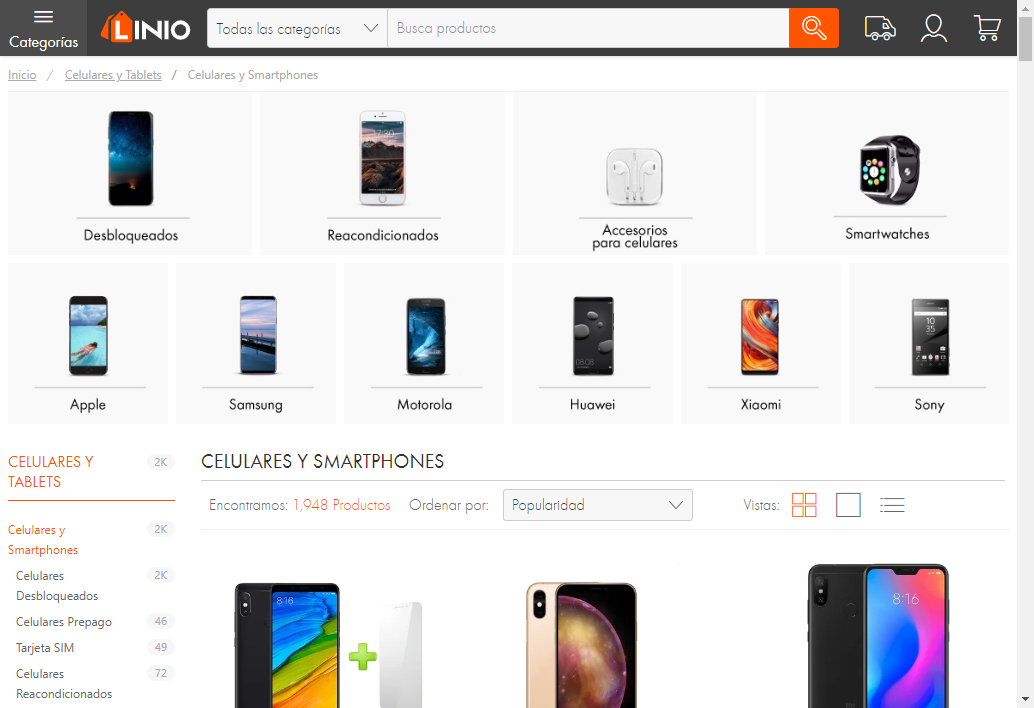 Categorías
LINIO
Todas las categorías
Busca productos
Inicio / Celulares y Tablets / Celulares y Smartphones
Desbloqueados
Reacondicionados
Accesorios
para celulares
Smartwatches
Apple
Samsung
Motorola
Huawei
Xiaomi
Sony
CELULARES Y
TABLETS
2K
Celulares y
Smartphones
2K
Celulares
Desbloqueados
2K
Celulares Prepago 46
Tarjeta SIM 49
Celulares
Reacondicionados
72
CELULARES Y SMARTPHONES
Encontramos: 1,948 Productos
Ordenar por: Popularidad
Vistas:
8:16
8:16